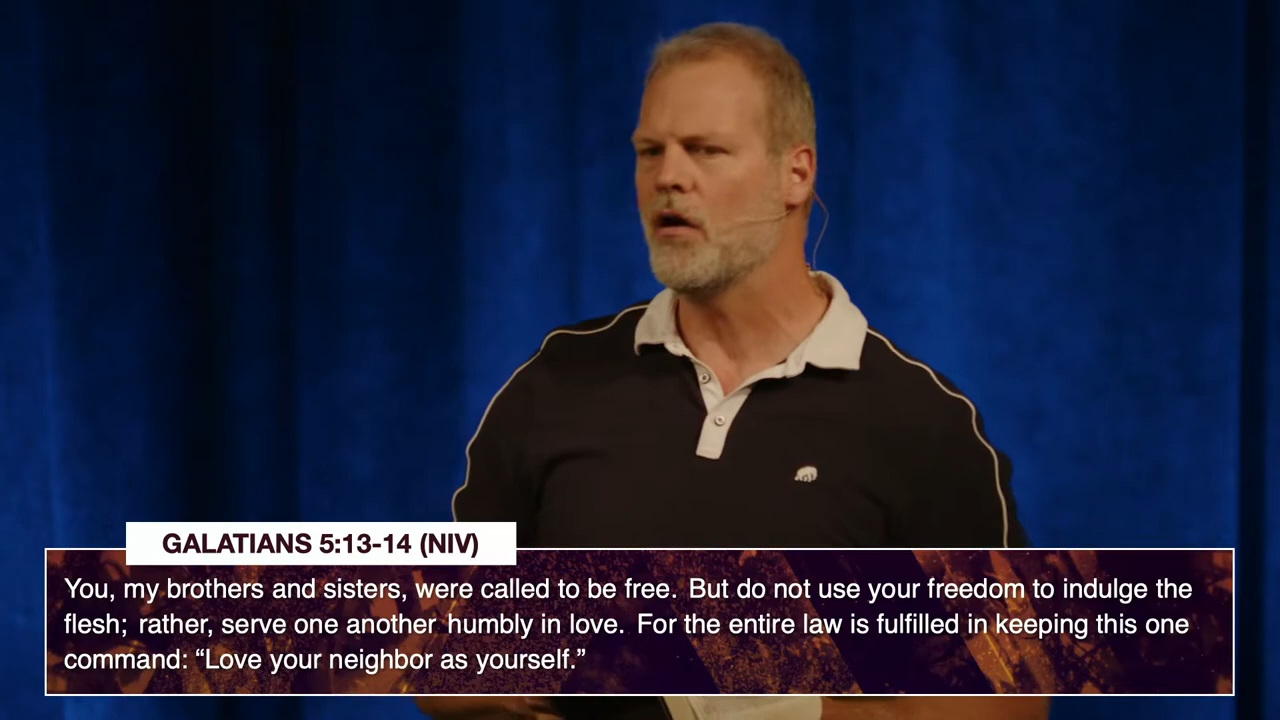 GALATIANS 5:13-14 (NIV)
You, my brothers and sisters, were called to be free. But do not use your freedom to indulge the
flesh; rather, serve one another humbly in love. For the entire law is fulfilled in keeping this one
command: “Love your neighbor as yourself.”